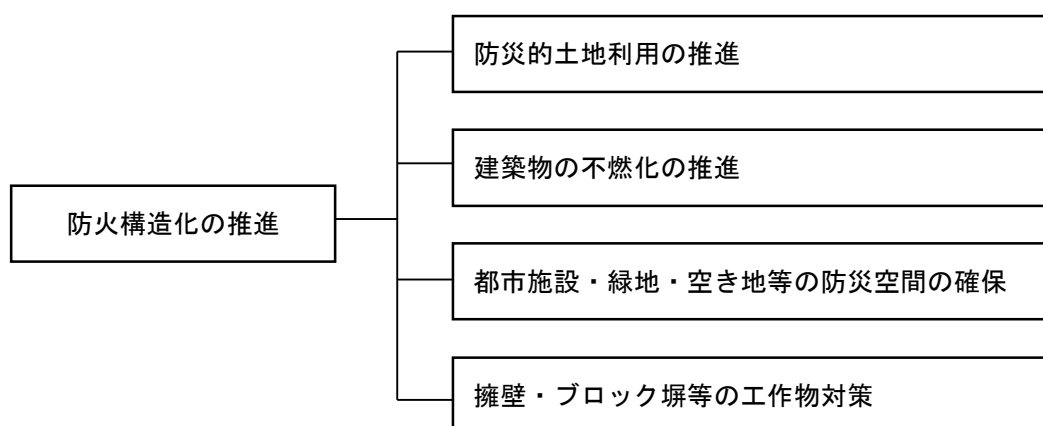 防災的土地利用の推進
建築物の不燃化の推進
防火構造化の推進
都市施設・緑地・空き地等の防災空間の確保
擁壁・ブロック塀等の工作物対策